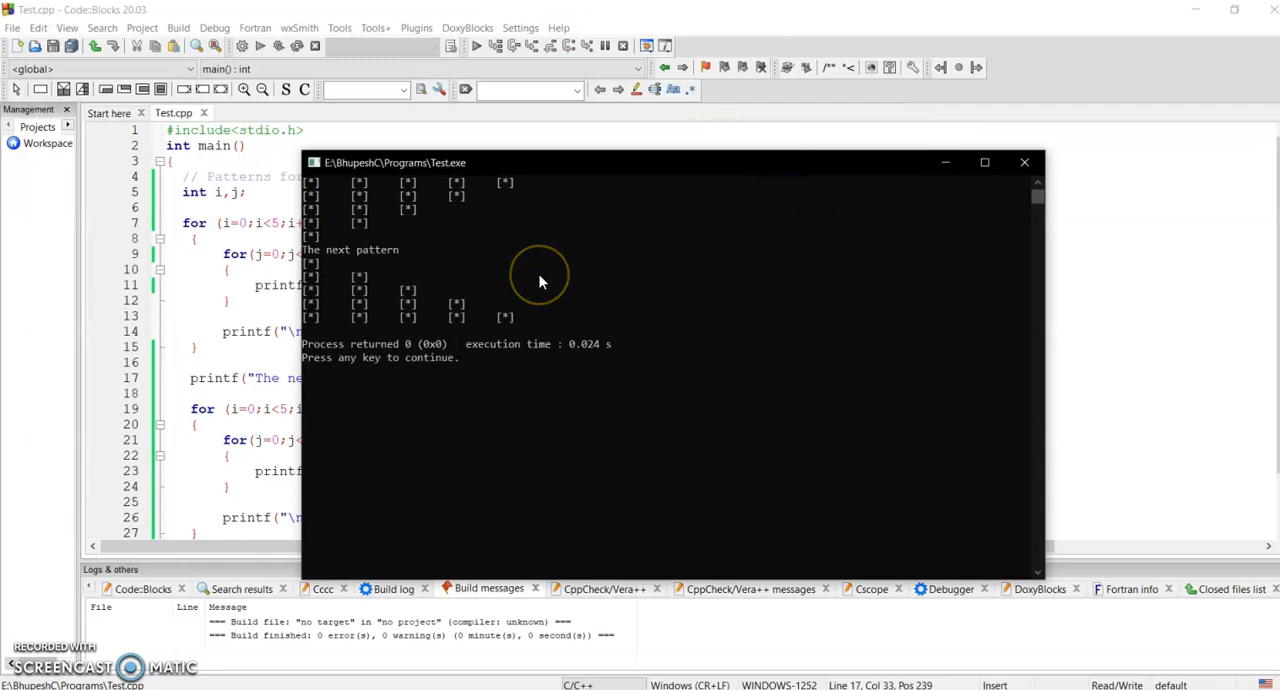 Test.cpp - Code::Blocks 20.03
File Edit View Search Project Build Debug Fortran wxSmith Tools Tools+ Plugins DoxyBlocks Settings Help
<global> main() : int
/** *<
S C Aa .*
Management Start here Test.cpp
Projects
Workspace
1 #include<stdio.h>
2 int main()
3 {
4 // Patterns for
5 int i,j;
6
7 for (i=0;i<5;i+
8 {
9 for(j=0;j<
10 {
11 printf
12 }
13
14 printf("\n
15 }
16
17 printf("The ne
18
19 for (i=0;i<5;i
20 {
21 for(j=0;j<
22 {
23 printf
24 }
25
26 printf("\n
27 }
E:\BhupeshC\Programs\Test.exe
[*] [*] [*] [*] [*]
[*] [*] [*] [*]
[*] [*] [*]
[*] [*]
[*]
The next pattern
[*]
[*] [*]
[*] [*] [*]
[*] [*] [*] [*]
[*] [*] [*] [*] [*]
Process returned 0 (0x0) execution time : 0.024 s
Press any key to continue.
Logs & others
Code::Blocks Search results Cccc Build log Build messages CppCheck/Vera++ CppCheck/Vera++ messages Cscope Debugger DoxyBlocks Fortran info Closed files list
File Line Message
=== Build file: "no target" in "no project" (compiler: unknown) ===
=== Build finished: 0 error(s), 0 warning(s) (0 minute(s), 0 second(s)) ===
RECORDED WITH
SCREENCAST MATIC
E:\BhupeshC\Programs\Test.cpp C/C++ Windows (CR+LF) WINDOWS-1252 Line 17, Col 33, Pos 239 Insert Read/Write default